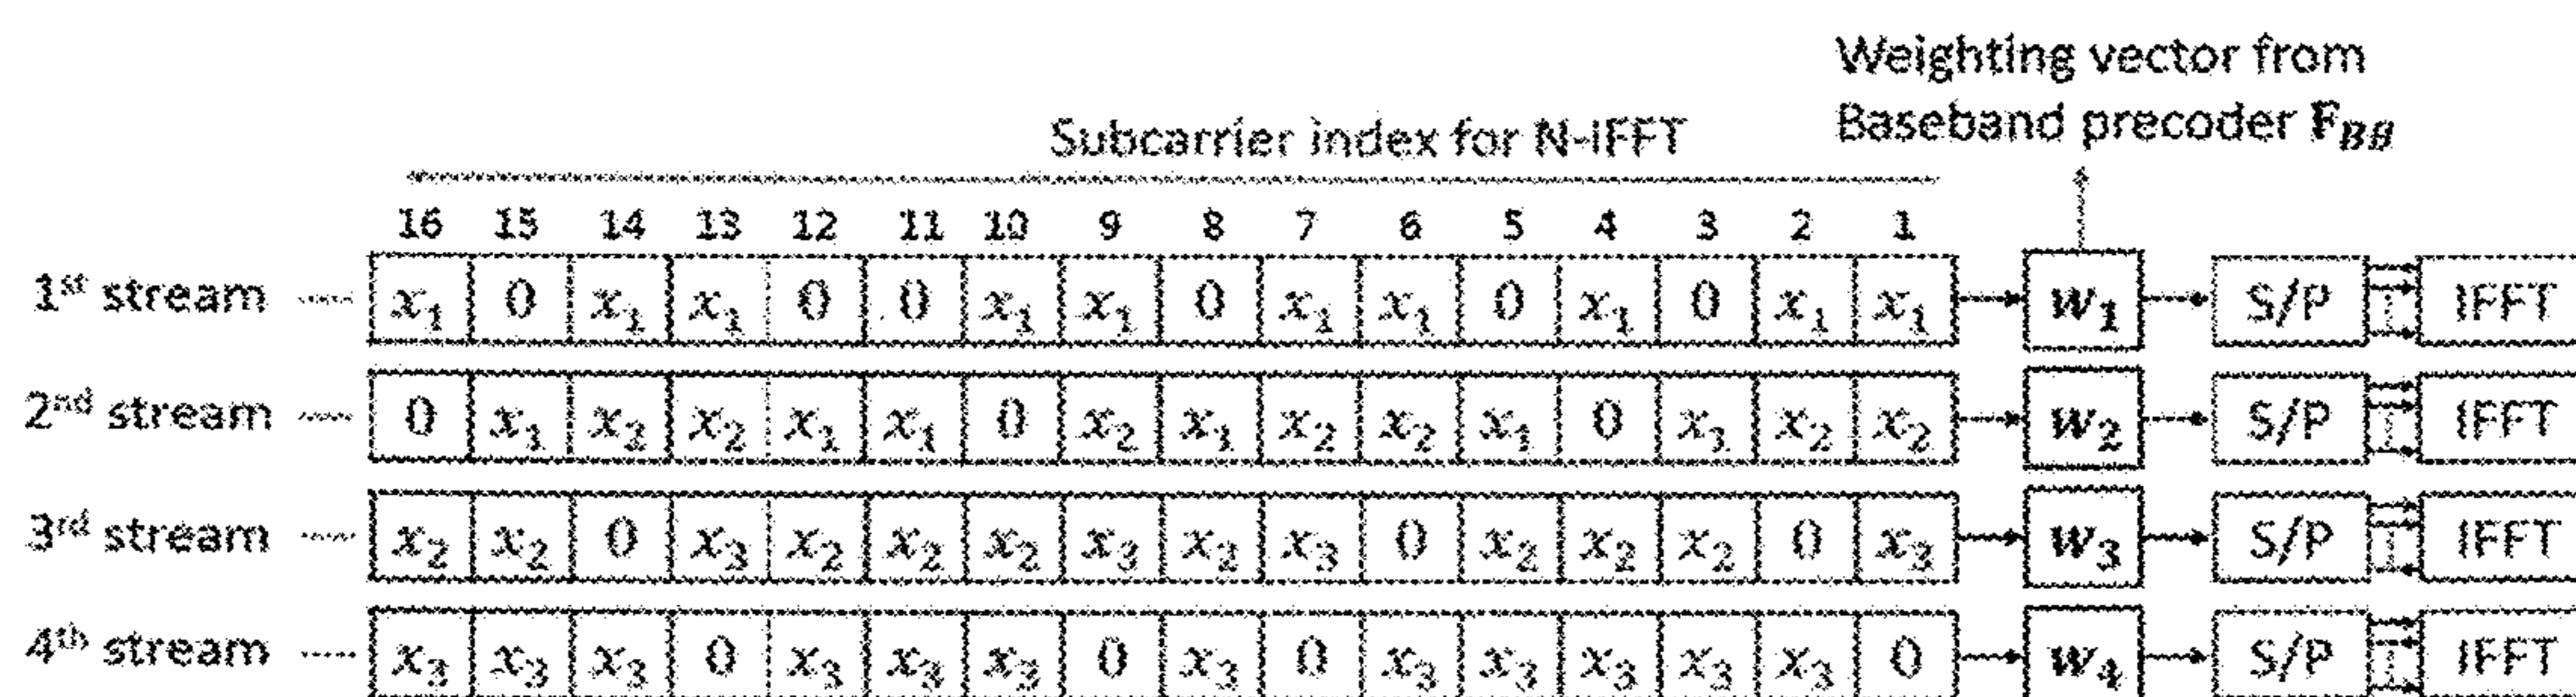 Weighting vector from
Baseband precoder F_BB
Subcarrier index for N-IFFT
16 15 14 13 12 11 10 9 8 7 6 5 4 3 2 1
1st stream x1 0 x1 x1 0 0 x1 x1 0 x1 x1 0 x1 0 x1 x1 w1 S/P IFFT
2nd stream 0 x1 x2 x2 x1 x1 0 x2 x1 x2 x2 x1 0 x1 x2 x2 w2 S/P IFFT
3rd stream x2 x2 0 x3 x2 x2 x2 x3 x2 x3 0 x2 x2 x2 0 x3 w3 S/P IFFT
4th stream x3 x3 x3 0 x3 x3 x3 0 x3 0 x3 x3 x3 x3 x3 0 w4 S/P IFFT